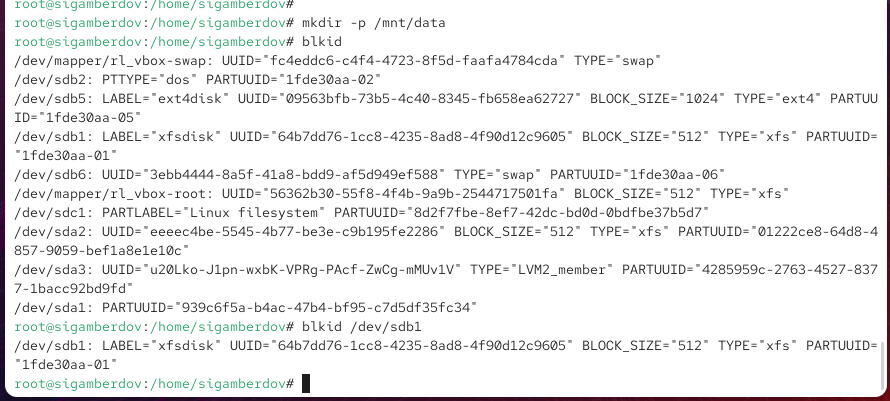 root@sigamberdov:/home/sigamberdov#
root@sigamberdov:/home/sigamberdov# mkdir -p /mnt/data
root@sigamberdov:/home/sigamberdov# blkid
/dev/mapper/rl_vbox-swap: UUID="fc4eddc6-c4f4-4723-8f5d-faafa4784cda" TYPE="swap"
/dev/sdb2: PTTYPE="dos" PARTUUID="1fde30aa-02"
/dev/sdb5: LABEL="ext4disk" UUID="09563bfb-73b5-4c40-8345-fb658ea62727" BLOCK_SIZE="1024" TYPE="ext4" PARTUU
ID="1fde30aa-05"
/dev/sdb1: LABEL="xfsdisk" UUID="64b7dd76-1cc8-4235-8ad8-4f90d12c9605" BLOCK_SIZE="512" TYPE="xfs" PARTUUID=
"1fde30aa-01"
/dev/sdb6: UUID="3ebb4444-8a5f-41a8-bdd9-af5d949ef588" TYPE="swap" PARTUUID="1fde30aa-06"
/dev/mapper/rl_vbox-root: UUID="56362b30-55f8-4f4b-9a9b-2544717501fa" BLOCK_SIZE="512" TYPE="xfs"
/dev/sdc1: PARTLABEL="Linux filesystem" PARTUUID="8d2f7fbe-8ef7-42dc-bd0d-0bdfbe37b5d7"
/dev/sda2: UUID="eeeec4be-5545-4b77-be3e-c9b195fe2286" BLOCK_SIZE="512" TYPE="xfs" PARTUUID="01222ce8-64d8-4
857-9059-bef1a8e1e10c"
/dev/sda3: UUID="u20Lko-J1pn-wxbK-VPRg-PAcf-ZwCg-mMUv1V" TYPE="LVM2_member" PARTUUID="4285959c-2763-4527-837
7-1bacc92bd9fd"
/dev/sda1: PARTUUID="939c6f5a-b4ac-47b4-bf95-c7d5df35fc34"
root@sigamberdov:/home/sigamberdov# blkid /dev/sdb1
/dev/sdb1: LABEL="xfsdisk" UUID="64b7dd76-1cc8-4235-8ad8-4f90d12c9605" BLOCK_SIZE="512" TYPE="xfs" PARTUUID=
"1fde30aa-01"
root@sigamberdov:/home/sigamberdov#